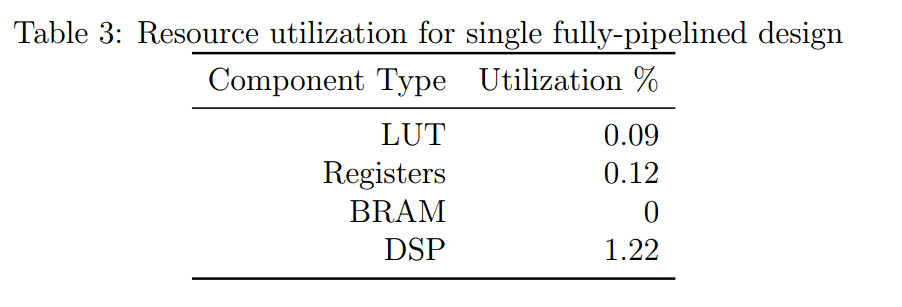 Table 3: Resource utilization for single fully-pipelined design
Component Type Utilization %
LUT 0.09
Registers 0.12
BRAM 0
DSP 1.22